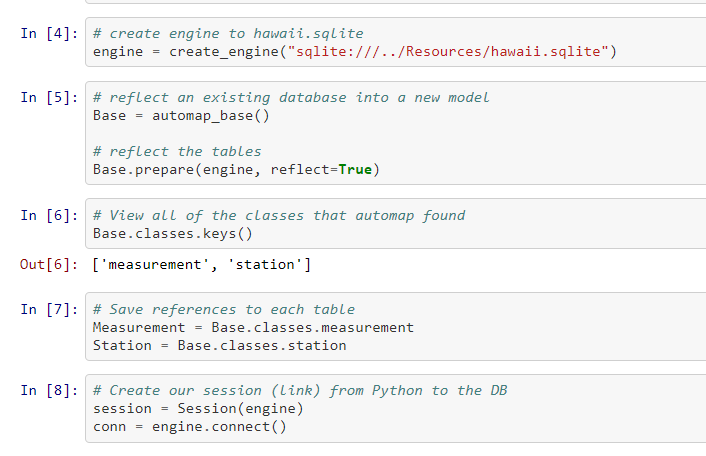 In [4]: # create engine to hawaii.sqlite
engine = create_engine("sqlite:///../Resources/hawaii.sqlite")
In [5]: # reflect an existing database into a new model
Base = automap_base()
# reflect the tables
Base.prepare(engine, reflect=True)
In [6]: # View all of the classes that automap found
Base.classes.keys()
Out[6]: ['measurement', 'station']
In [7]: # Save references to each table
Measurement = Base.classes.measurement
Station = Base.classes.station
In [8]: # Create our session (link) from Python to the DB
session = Session(engine)
conn = engine.connect()